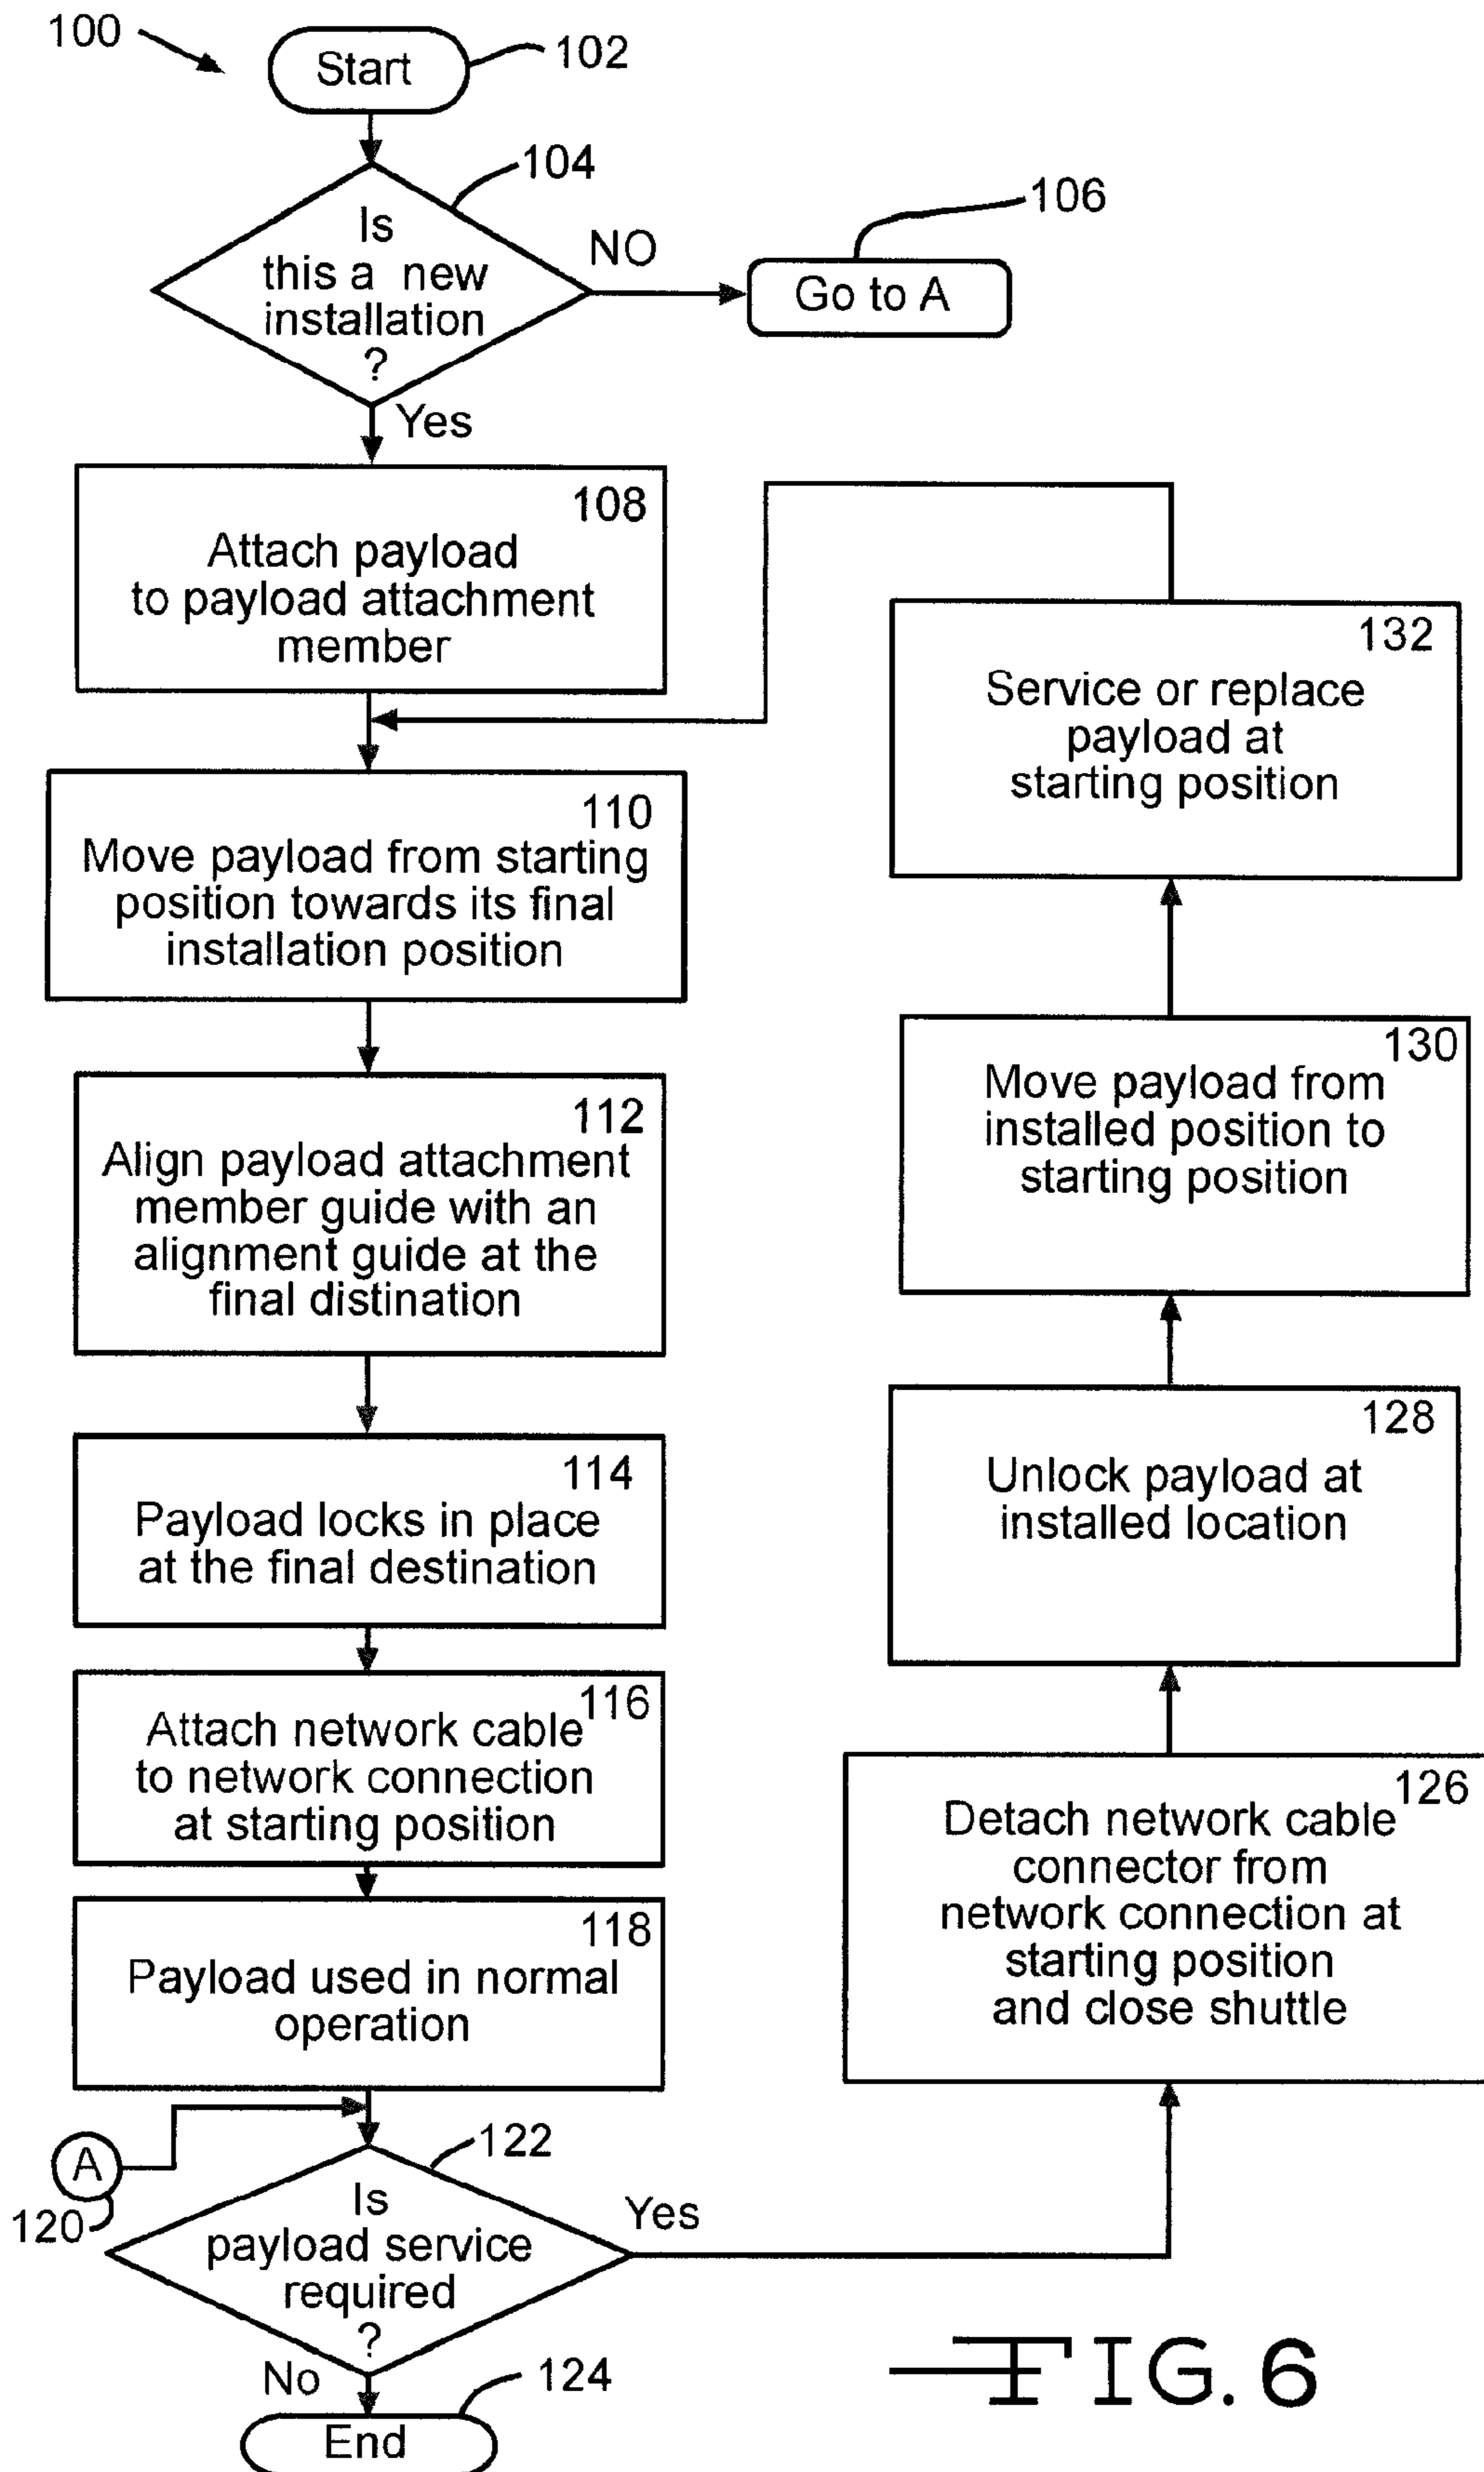 100
Start
102
104
Is
this a new
installation
?
NO
106
Go to A
Yes
108
Attach payload
to payload attachment
member
110
Move payload from starting
position towards its final
installation position
112
Align payload attachment
member guide with an
alignment guide at the
final distination
114
Payload locks in place
at the final destination
116
Attach network cable
to network connection
at starting position
118
Payload used in normal
operation
A
120
122
Is
payload service
required
?
Yes
No
124
End
126
Detach network cable
connector from
network connection at
starting position
and close shuttle
128
Unlock payload at
installed location
130
Move payload from
installed position to
starting position
132
Service or replace
payload at
starting position
FIG. 6